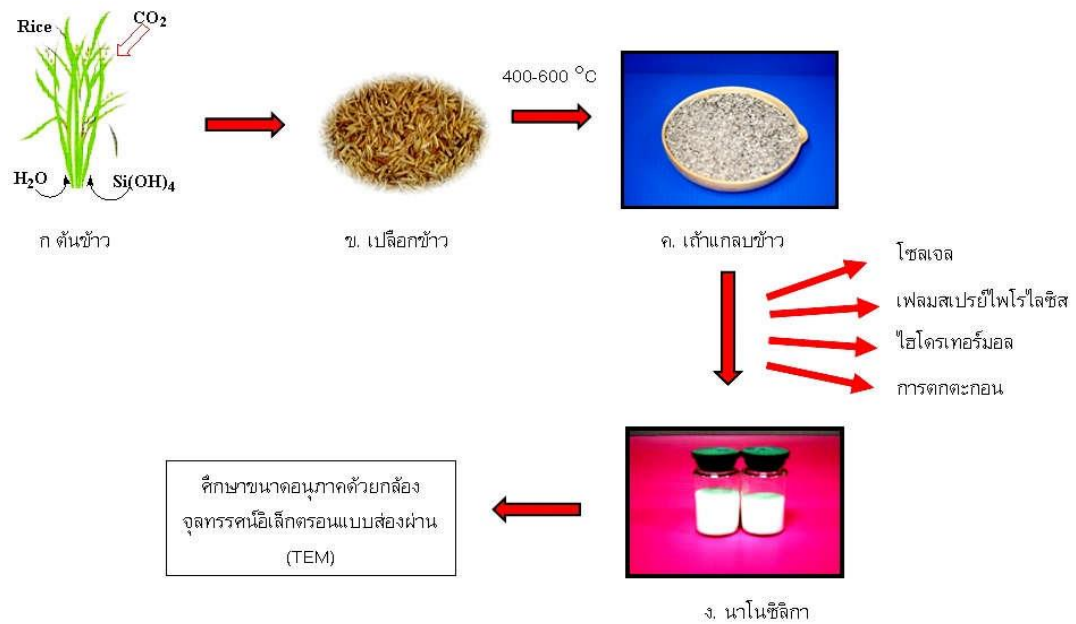 Rice
CO2
H2O
Si(OH)4
ก ต้นข้าว
ข. เปลือกข้าว
400-600 °C
ค. เถ้าแกลบข้าว
โซลเจล
เฟลมสเปรย์ไพโรไลซิส
ไฮโดรเทอร์มอล
การตกตะกอน
ง. นาโนซิลิกา
ศึกษาขนาดอนุภาคด้วยกล้อง
จุลทรรศน์อิเล็กตรอนแบบส่องผ่าน
(TEM)